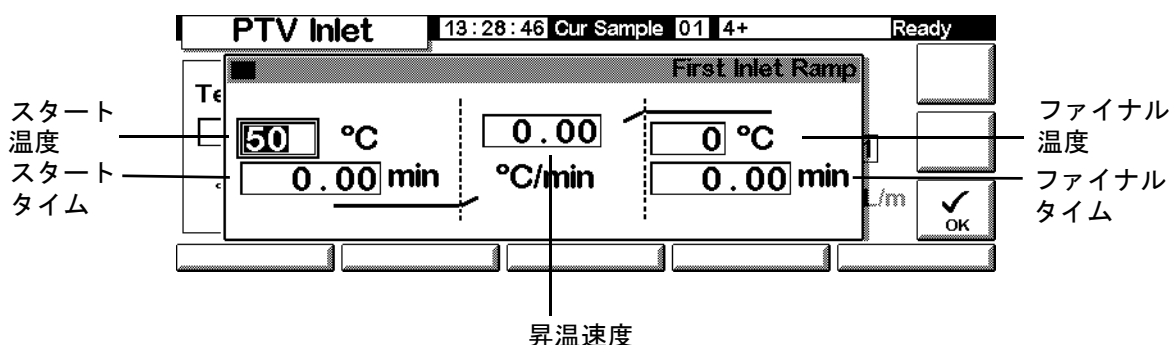 PTV Inlet
13:28:46 Cur Sample 01 4+ Ready
First Inlet Ramp
Te
スタート
温度
スタート
タイム
50 °C
0.00 min
0.00
°C/min
0 °C
0.00 min
L/m
OK
ファイナル
温度
ファイナル
タイム
昇温速度